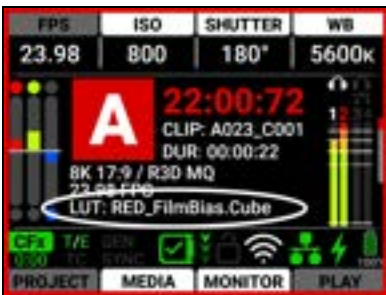 FPS ISO SHUTTER WB
23.98 800 180° 5600K
A 22:00:72
CLIP: A023_C001
DUR: 00:00:22
8K 17:9 / R3D MQ
23.98 FPS
LUT: RED_FilmBias.Cube
CFx T/E GEN
TC SYNC
PROJECT MEDIA MONITOR PLAY